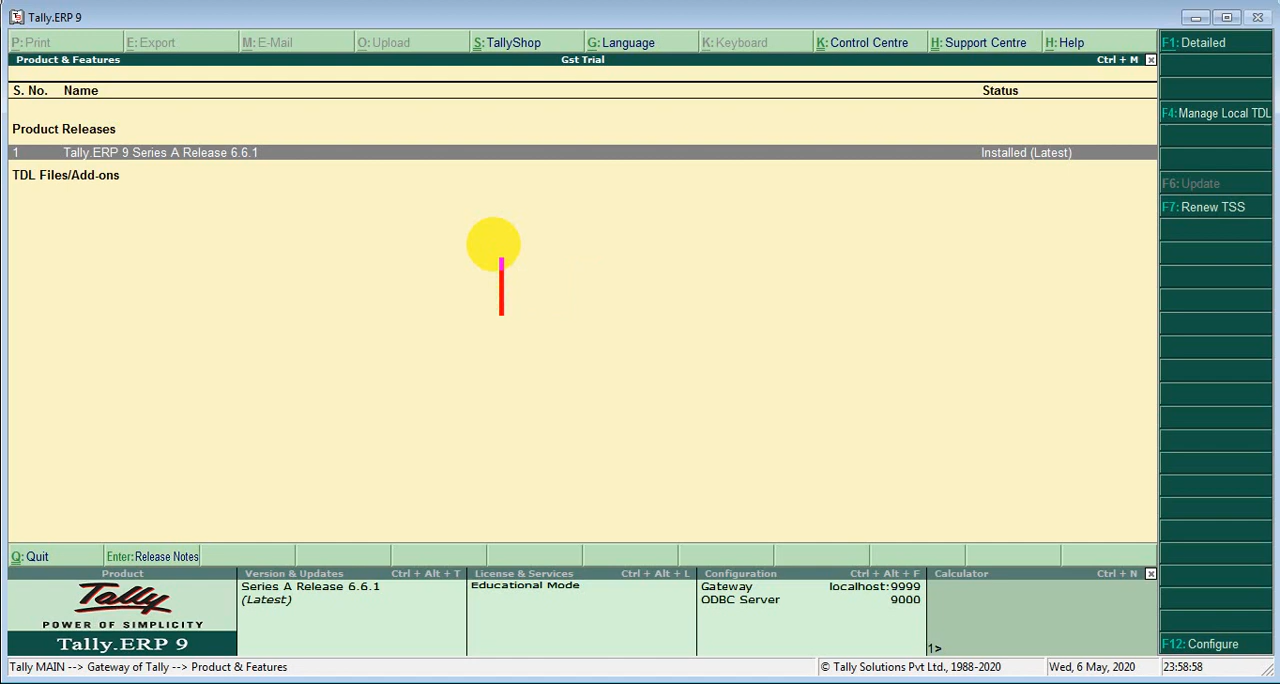 Tally.ERP 9
P: Print E: Export M: E-Mail O: Upload S: TallyShop G: Language K: Keyboard K: Control Centre H: Support Centre H: Help
F1: Detailed
Product & Features Gst Trial Ctrl + M
S. No. Name Status
Product Releases
F4: Manage Local TDL
1 Tally.ERP 9 Series A Release 6.6.1 Installed (Latest)
TDL Files/Add-ons
F6: Update
F7: Renew TSS
Q: Quit Enter: Release Notes
Product Version & Updates Ctrl + Alt + T License & Services Ctrl + Alt + L Configuration Ctrl + Alt + F Calculator Ctrl + N
Tally
POWER OF SIMPLICITY
Tally.ERP 9
Series A Release 6.6.1
(Latest)
Educational Mode
Gateway localhost:9999
ODBC Server 9000
1>
F12: Configure
Tally MAIN --> Gateway of Tally --> Product & Features © Tally Solutions Pvt Ltd., 1988-2020 Wed, 6 May, 2020 23:58:58